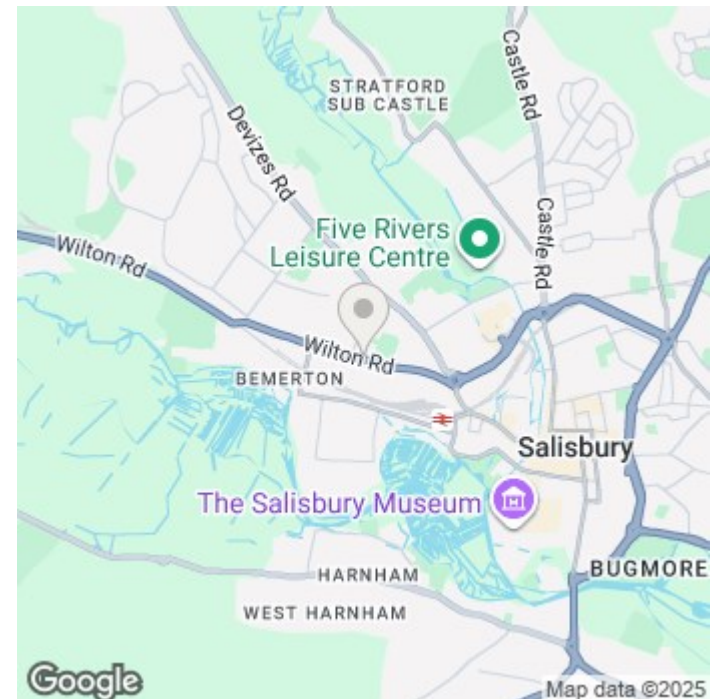 STRATFORD
SUB CASTLE
Castle Rd
Devizes Rd
Five Rivers
Leisure Centre
Castle Rd
Wilton Rd
Wilton Rd
BEMERTON
Salisbury
The Salisbury Museum
HARNHAM
BUGMORE
WEST HARNHAM
Google
Map data ©2025